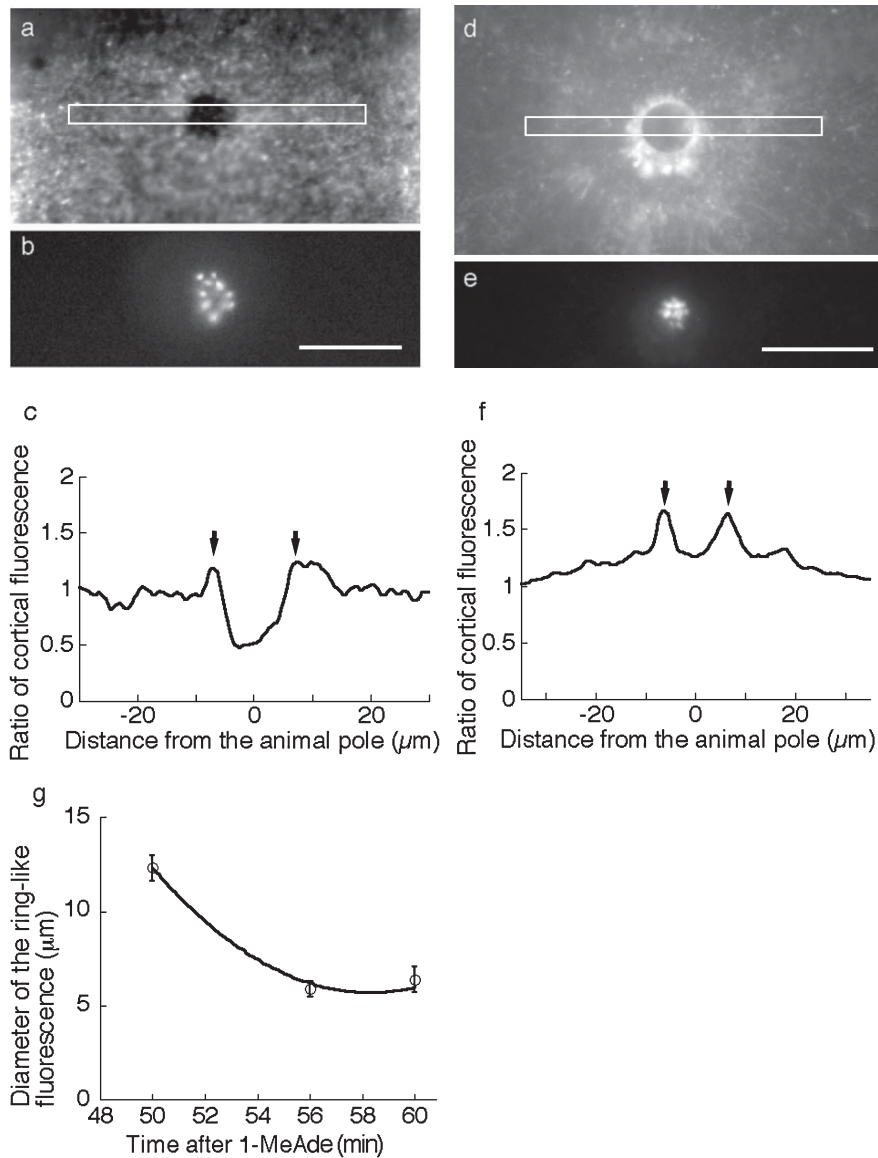 a
d
b
e
c
f
Ratio of cortical fluorescence
2
1.5
1
0.5
0
-20
0
20
Distance from the animal pole (µm)
Ratio of cortical fluorescence
2
1.5
1
0.5
0
-20
0
20
Distance from the animal pole (µm)
g
Diameter of the ring-like
fluorescence (µm)
15
10
5
0
48
50
52
54
56
58
60
Time after 1-MeAde (min)